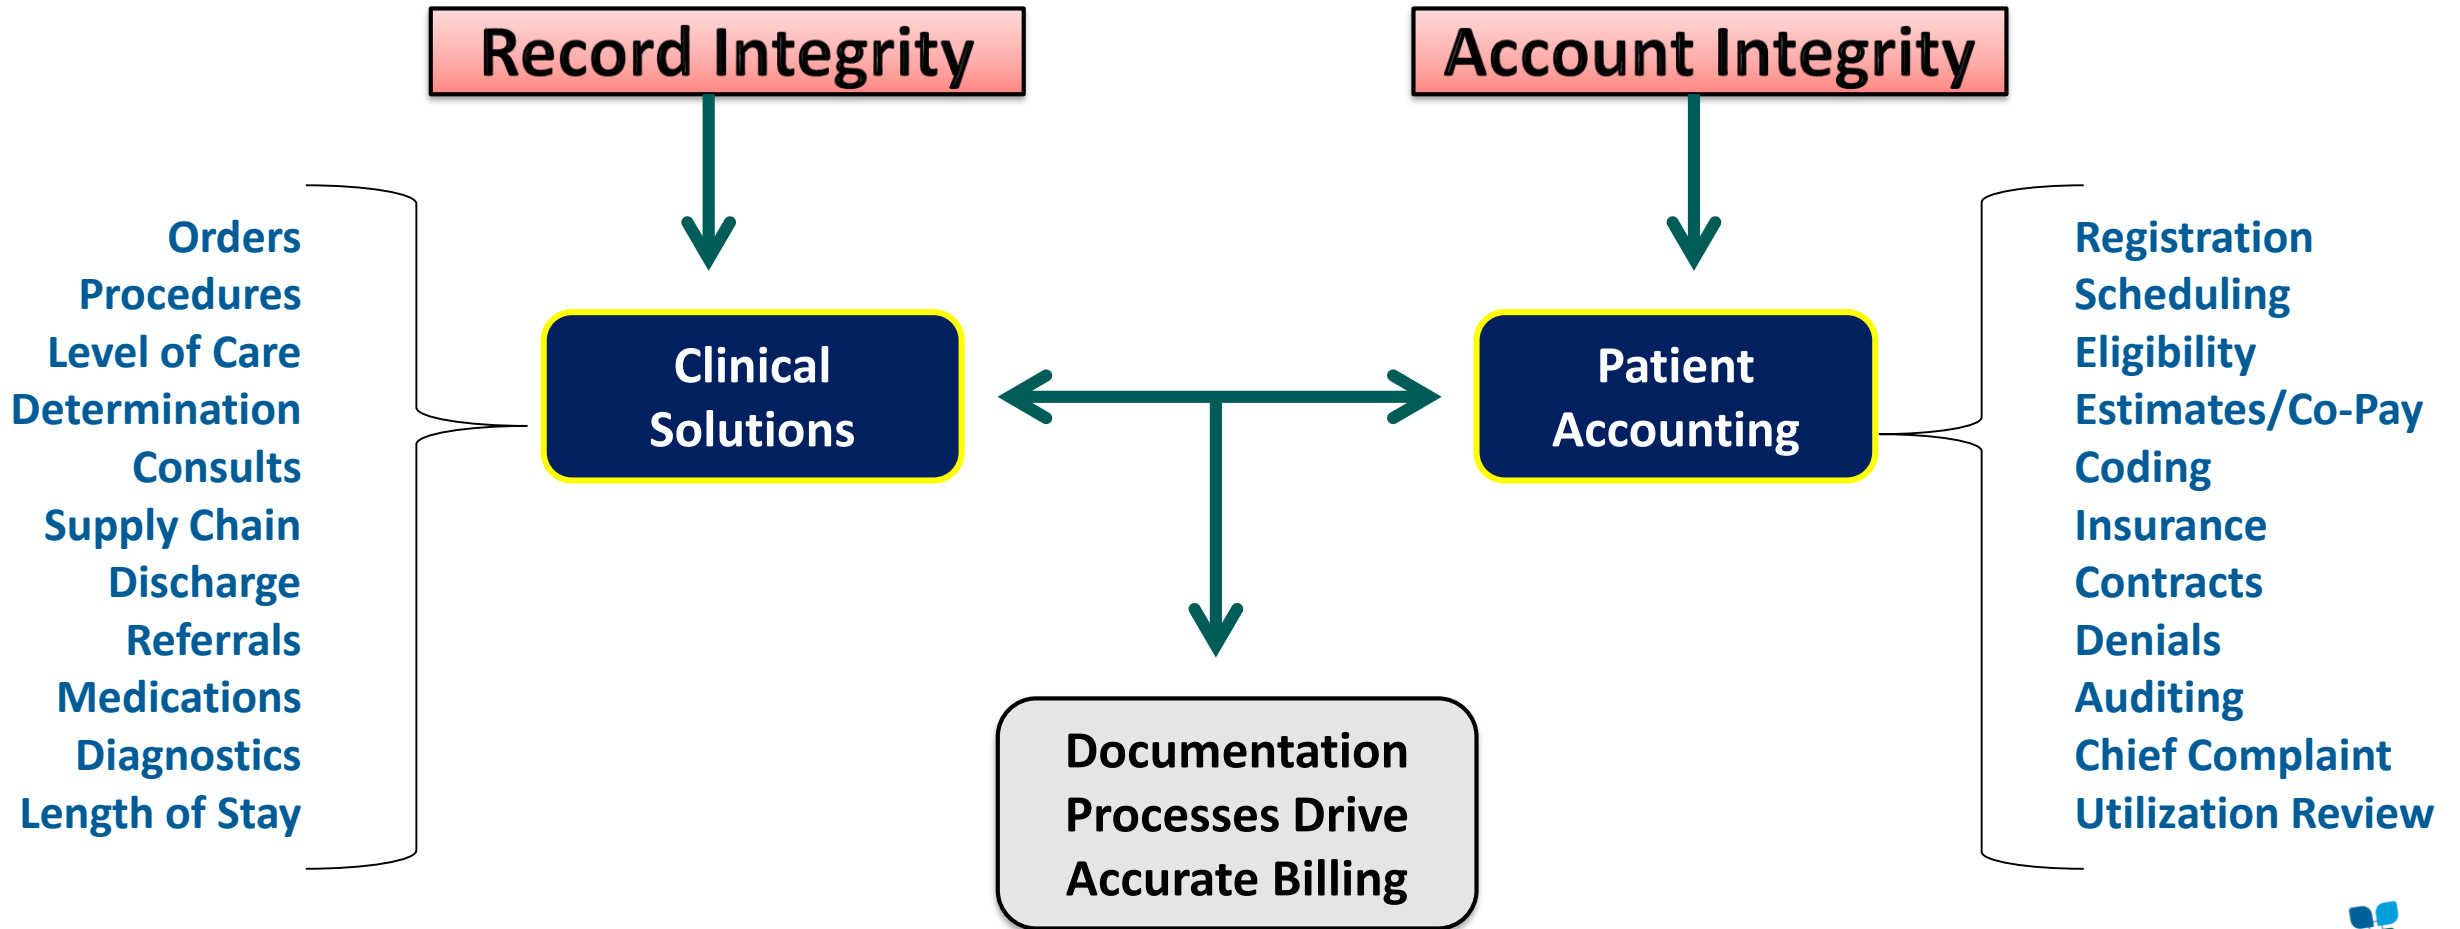 Record Integrity
Account Integrity
Orders
Procedures
Level of Care
Determination
Consults
Supply Chain
Discharge
Referrals
Medications
Diagnostics
Length of Stay
Clinical
Solutions
Patient
Accounting
Registration
Scheduling
Eligibility
Estimates/Co-Pay
Coding
Insurance
Contracts
Denials
Auditing
Chief Complaint
Utilization Review
Documentation
Processes Drive
Accurate Billing